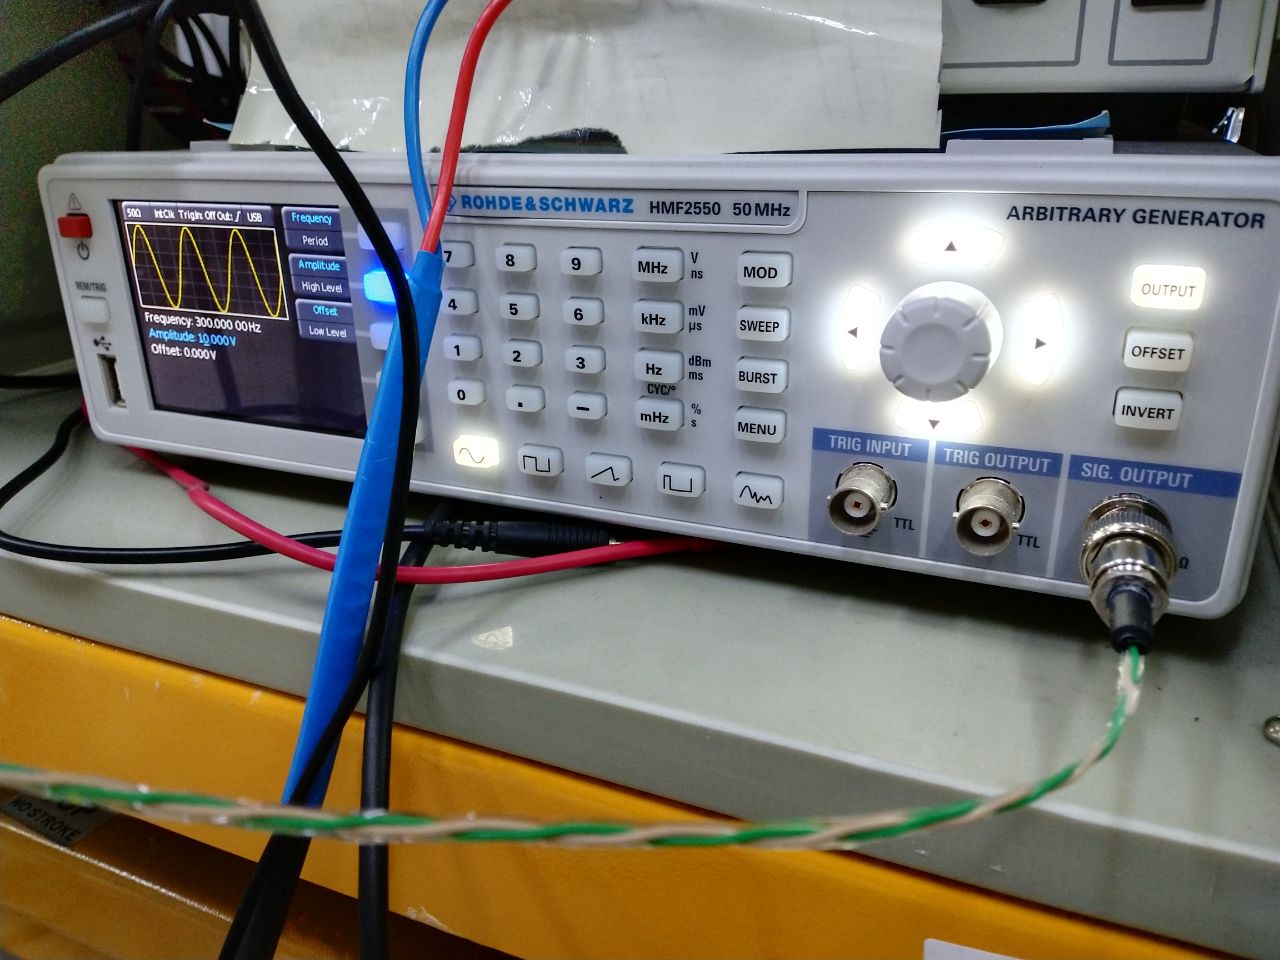 ROHDE & SCHWARZ HMF2550 50 MHz
ARBITRARY GENERATOR
50Ω IntClk TrigIn: Off Out: USB
Frequency
Period
Amplitude
High Level
Offset
Low Level
Frequency: 300.000 00 Hz
Amplitude: 10.000 V
Offset: 0.000 V
REM/TRIG
7 8 9 MHz V ns
4 5 6 kHz mV µs
1 2 3 Hz dBm ms
CYC/°
0 . – mHz % s
MOD
SWEEP
BURST
MENU
OUTPUT
OFFSET
INVERT
TRIG INPUT
TTL
TRIG OUTPUT
TTL
SIG. OUTPUT
Ω
NO STROKE